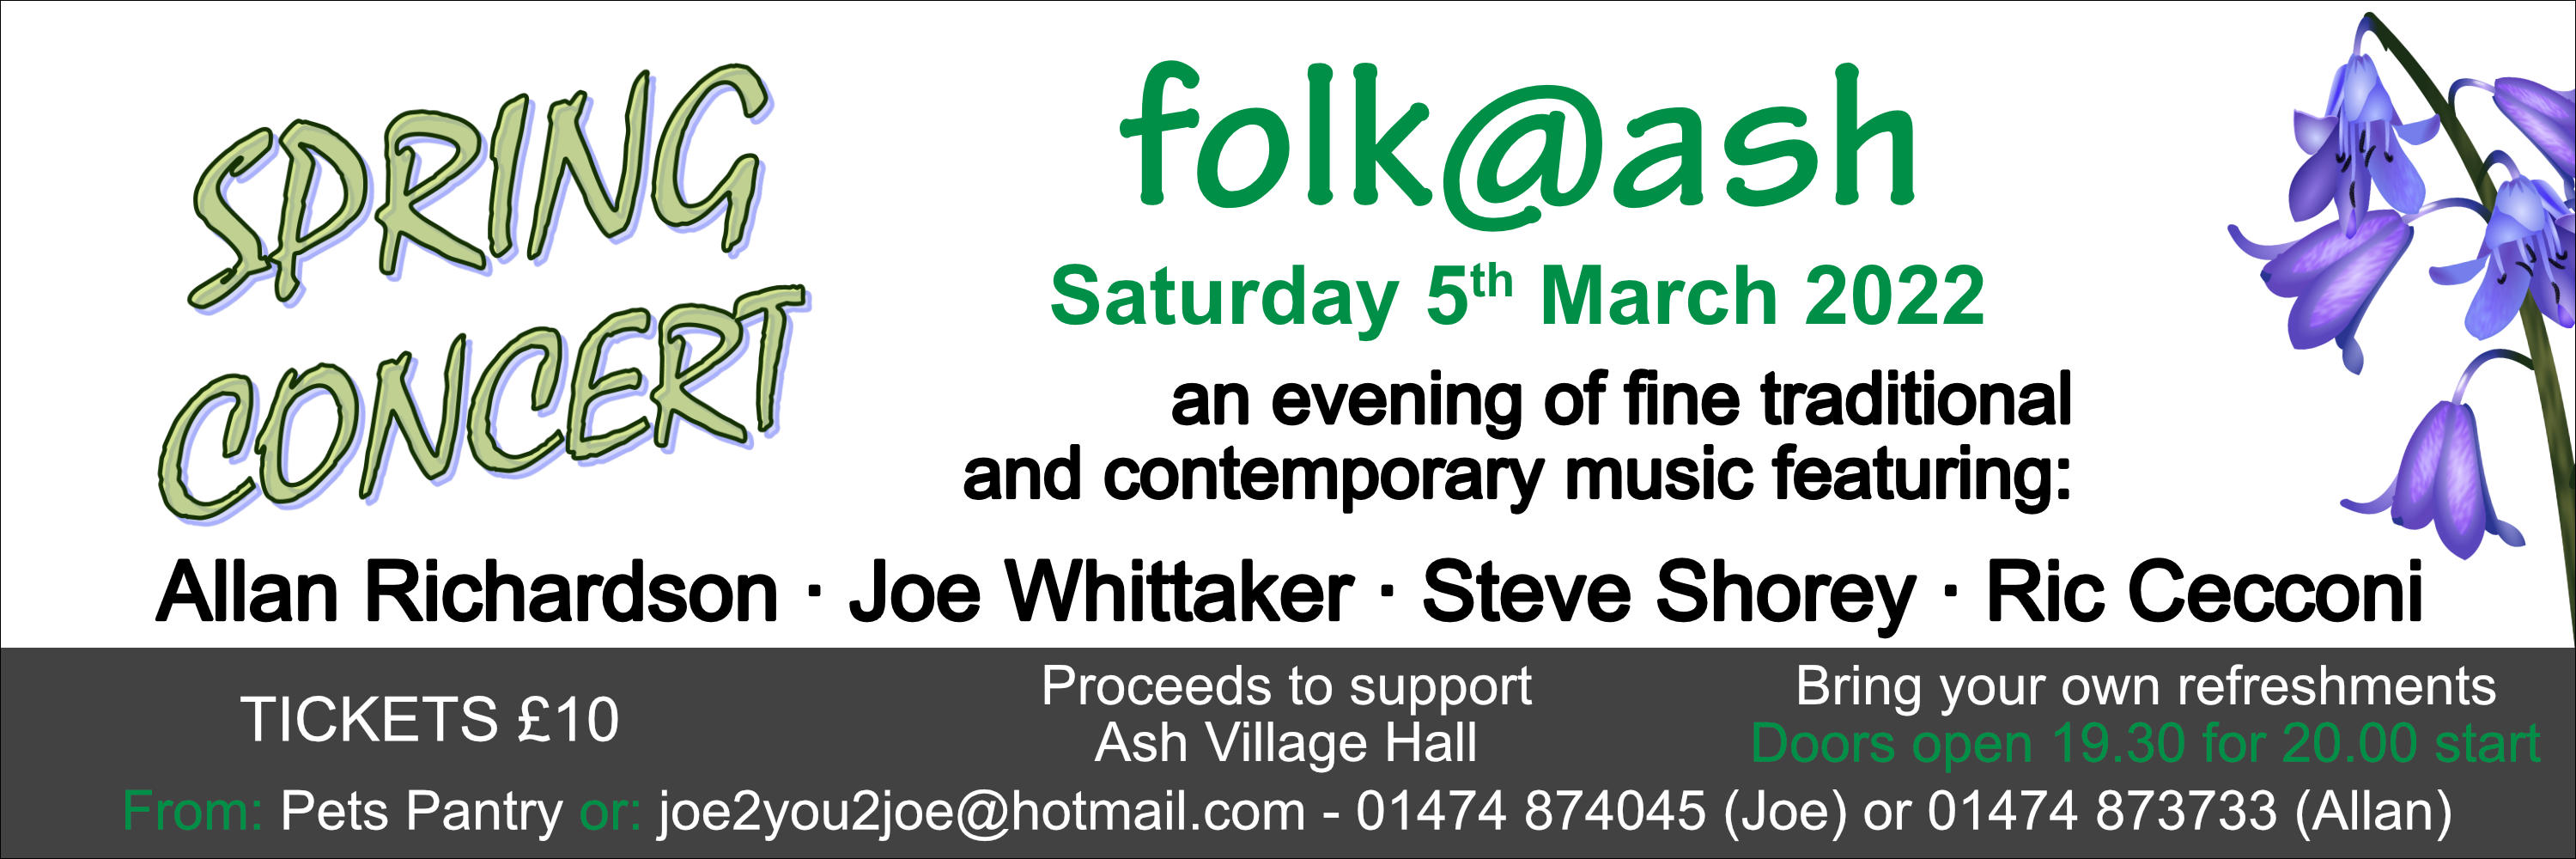 SPRING
CONCERT
folk@ash
Saturday 5th March 2022
an evening of fine traditional
and contemporary music featuring:
Allan Richardson · Joe Whittaker · Steve Shorey · Ric Cecconi
TICKETS £10
Proceeds to support
Ash Village Hall
Bring your own refreshments
Doors open 19.30 for 20.00 start
From: Pets Pantry or: joe2you2joe@hotmail.com - 01474 874045 (Joe) or 01474 873733 (Allan)